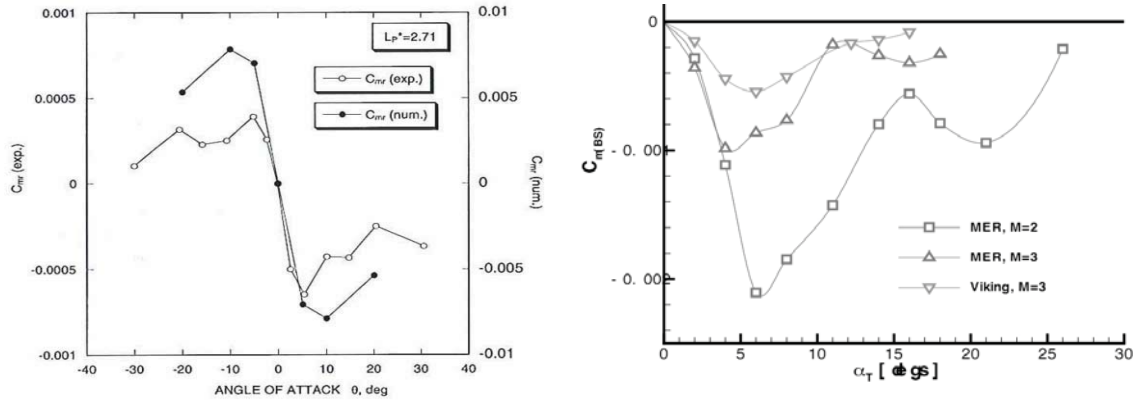 0.001
0.0005
0
-0.0005
-0.001
C_mr (exp.)
0.01
0.005
0
-0.005
-0.01
C_mr (num.)
L_P*=2.71
C_mr (exp.)
C_mr (num.)
-40 -30 -20 -10 0 10 20 30 40
ANGLE OF ATTACK θ, deg
0
- 0.00
- 0.00
C_m(BS)
MER, M=2
MER, M=3
Viking, M=3
0 5 10 15 20 25 30
α_T [ degs]